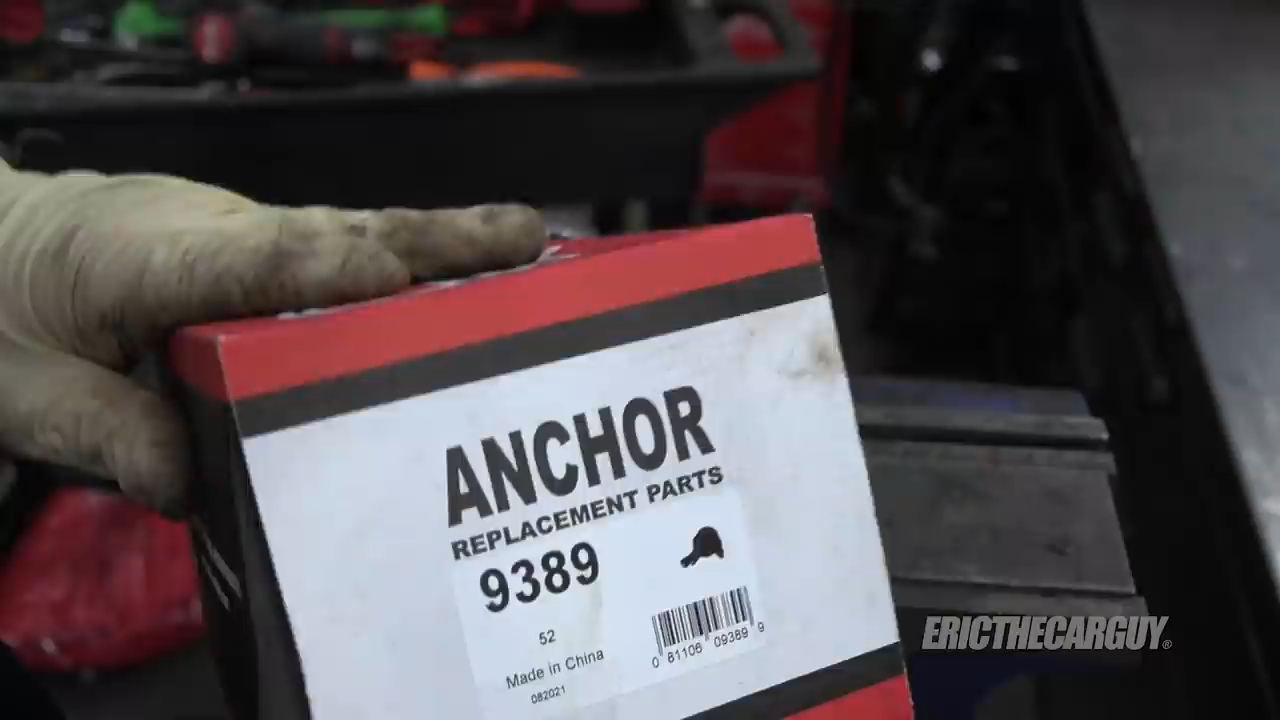 ANCHOR
REPLACEMENT PARTS
9389
52
Made in China
082021
0 81106 09389 9
ERICTHECARGUY®